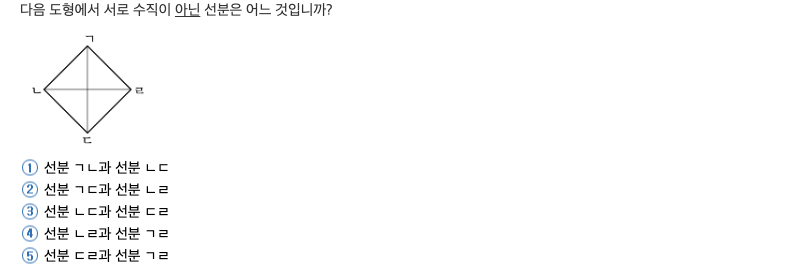 다음 도형에서 서로 수직이 아닌 선분은 어느 것입니까?
ㄱ
ㄴ ㄹ
ㄷ
① 선분 ㄱㄴ과 선분 ㄴㄷ
② 선분 ㄱㄷ과 선분 ㄴㄹ
③ 선분 ㄴㄷ과 선분 ㄷㄹ
④ 선분 ㄴㄹ과 선분 ㄱㄹ
⑤ 선분 ㄷㄹ과 선분 ㄱㄹ